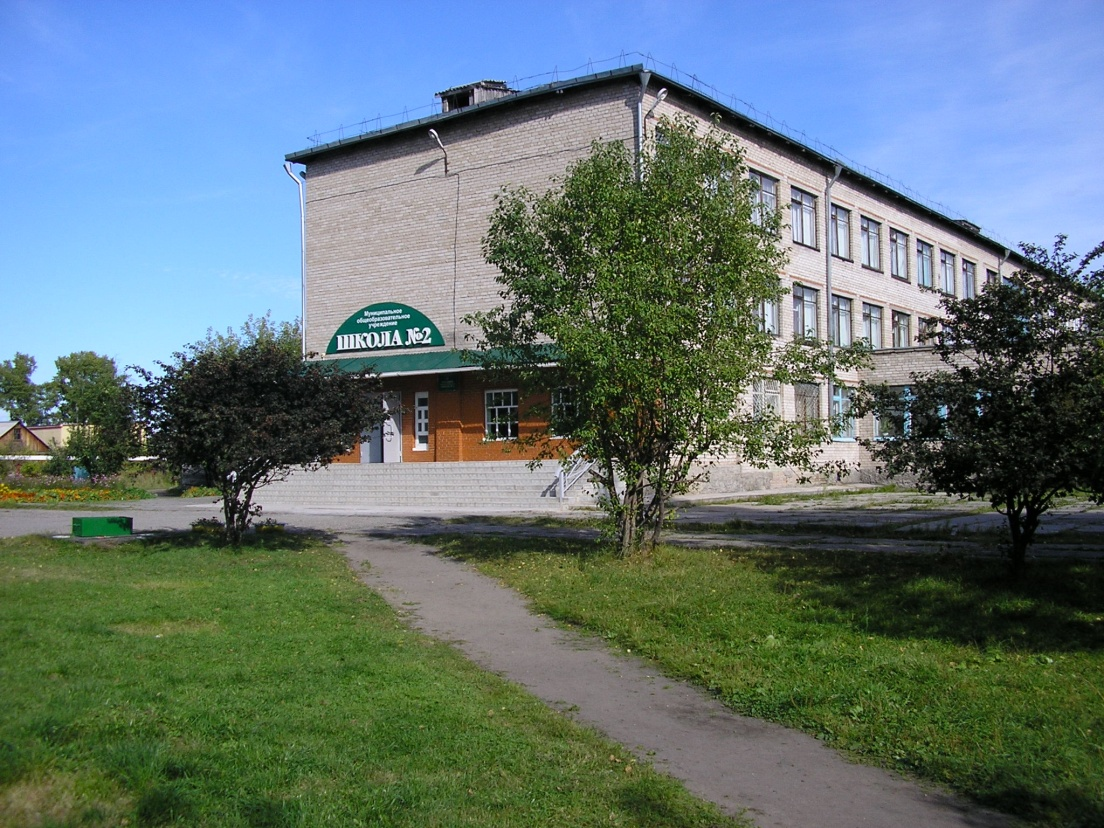 Муниципальное
общеобразовательное
учреждение
ШКОЛА №2